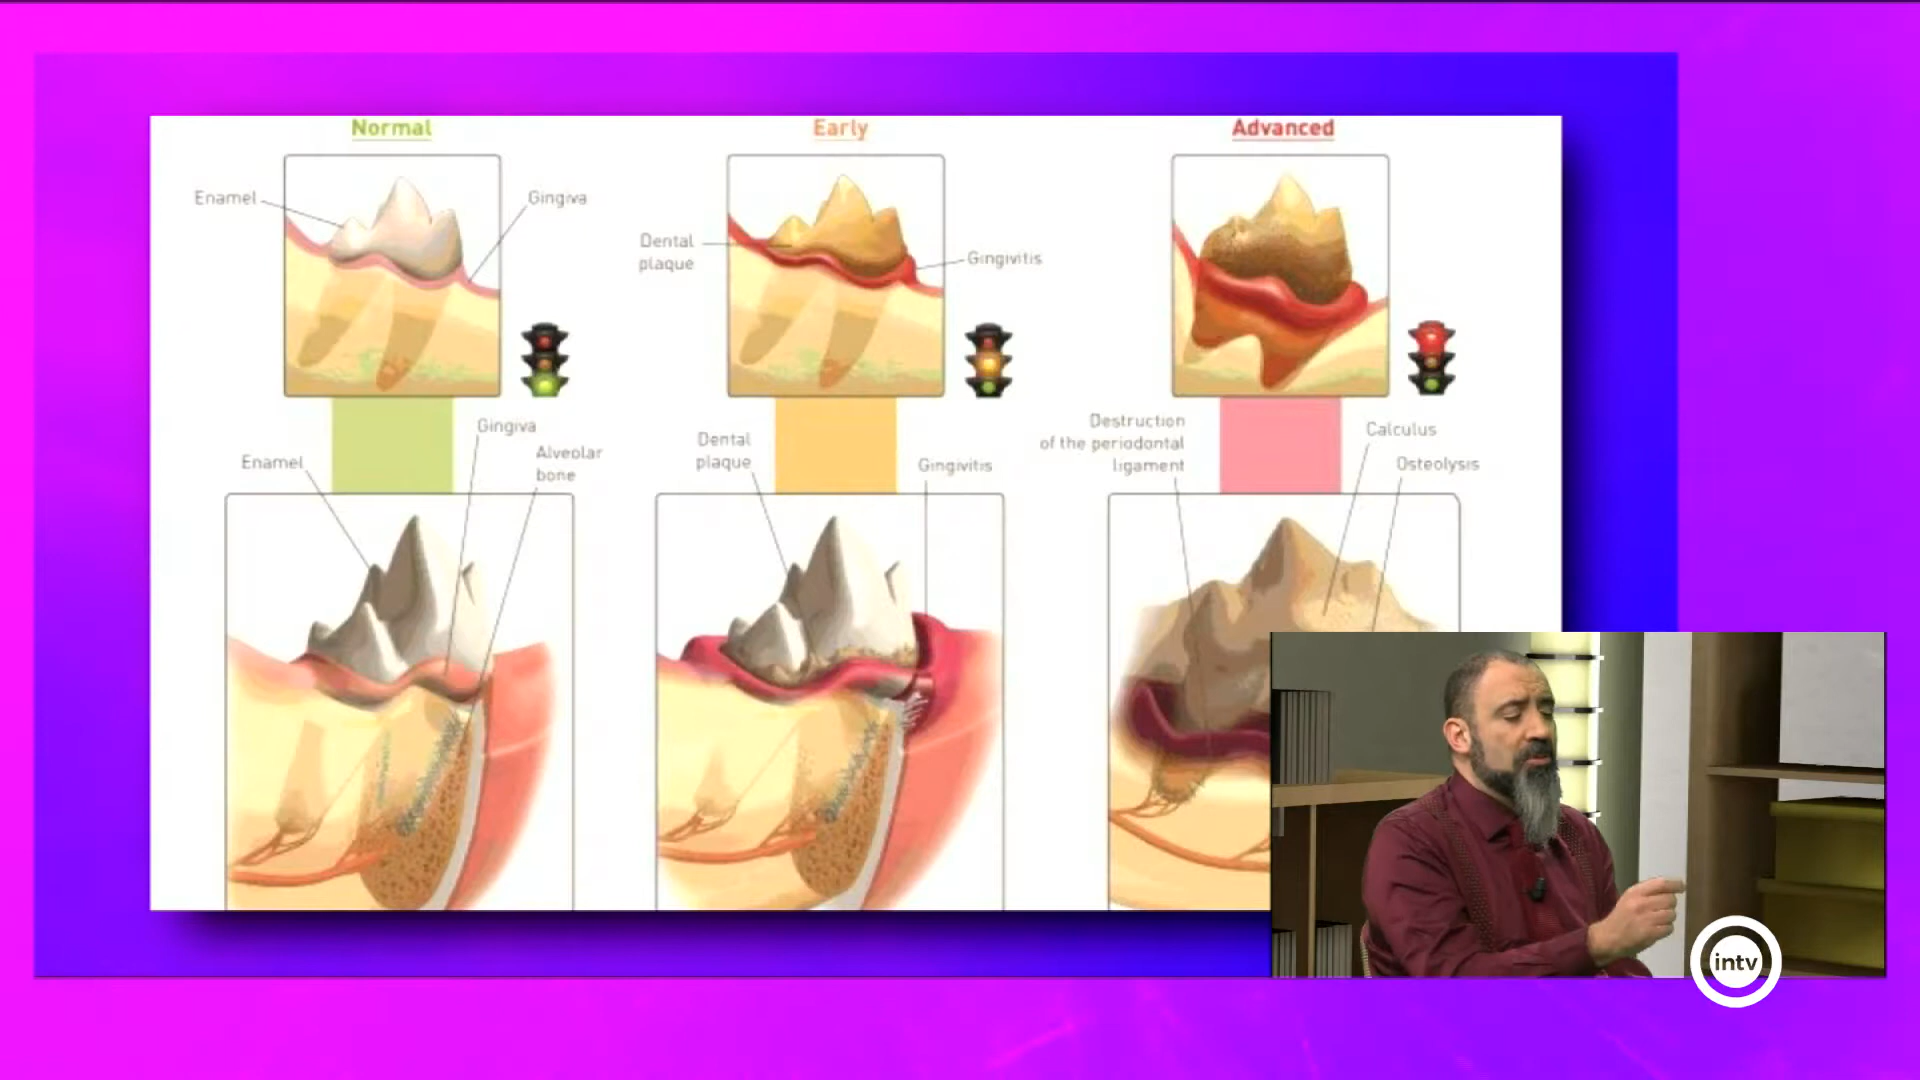 Normal
Early
Advanced
Enamel
Gingiva
Dental
plaque
Gingivitis
Enamel
Gingiva
Alveolar
bone
Dental
plaque
Gingivitis
Destruction
of the periodontal
ligament
Calculus
Osteolysis
intv